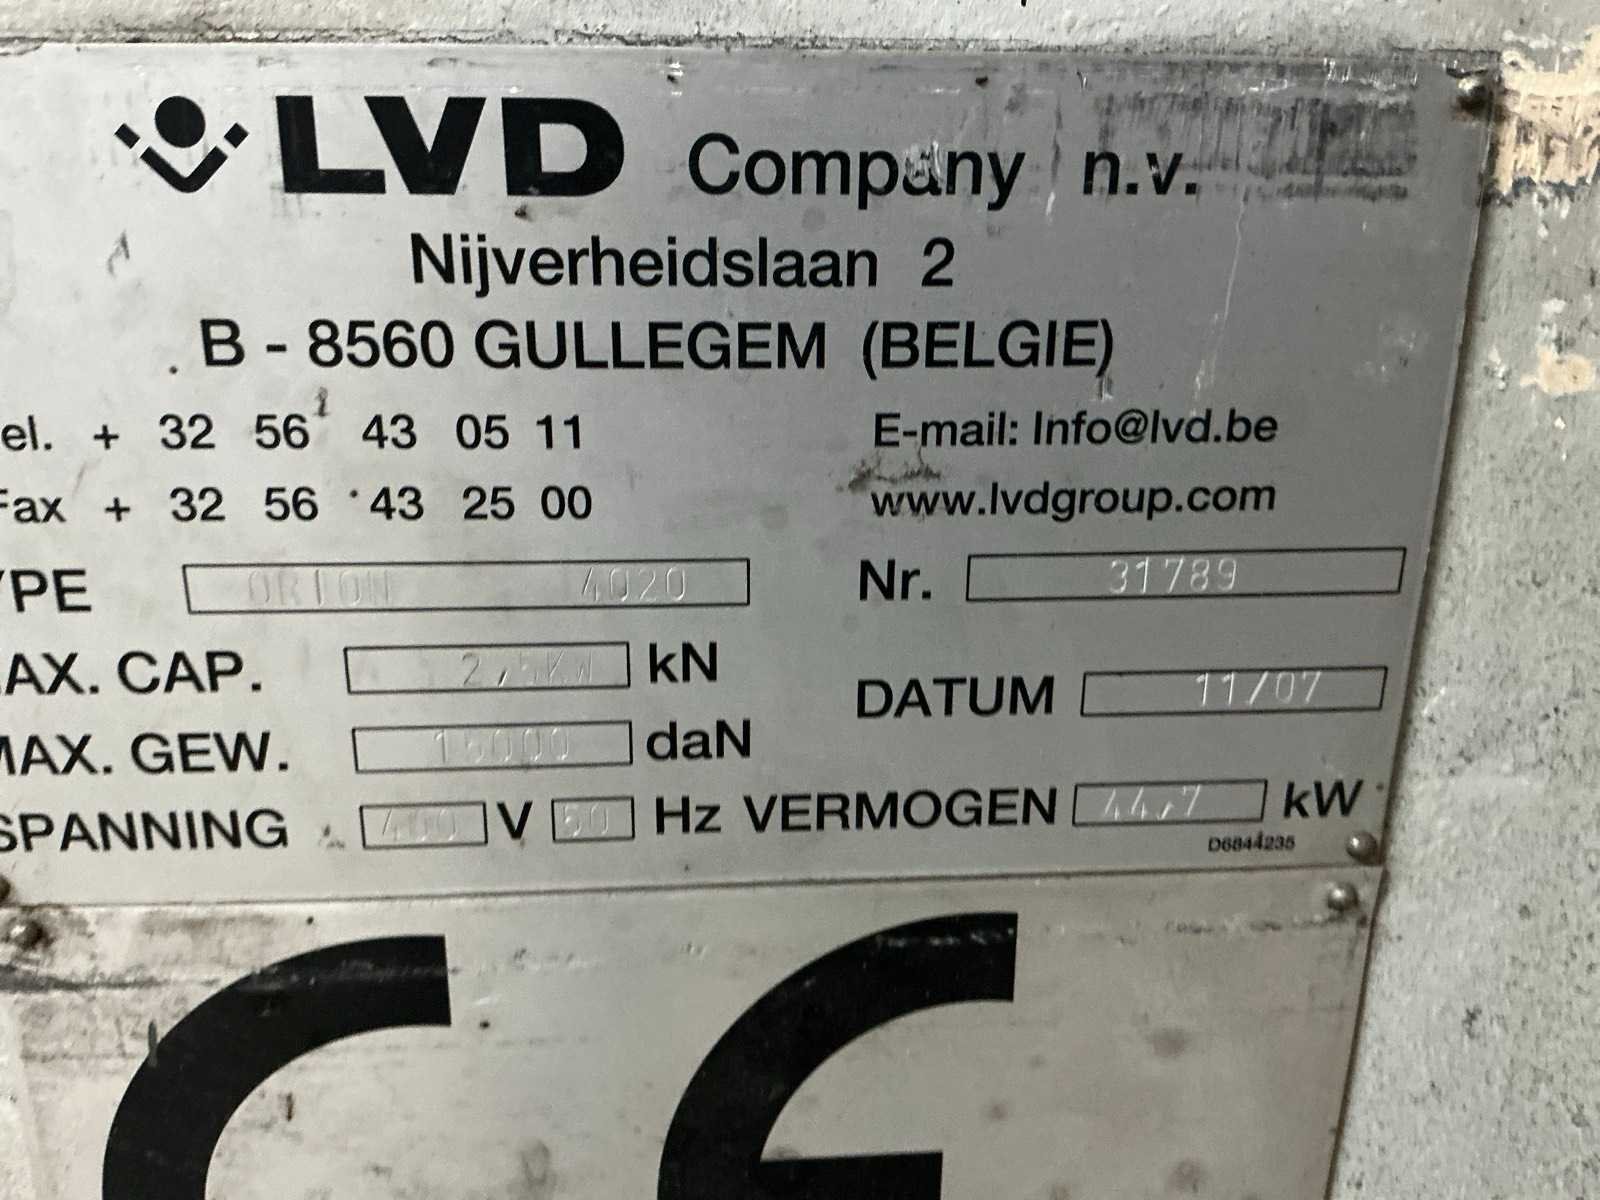 LVD Company n.v.
Nijverheidslaan 2
B - 8560 GULLEGEM (BELGIE)
el. + 32 56 43 05 11 E-mail: Info@lvd.be
Fax + 32 56 43 25 00 www.lvdgroup.com
YPE ORION 4020 Nr. 31789
AX. CAP. 2,5KW kN
DATUM 11/07
MAX. GEW. 15000 daN
SPANNING 400 V 50 Hz VERMOGEN 44,7 kW
D6844235
CE